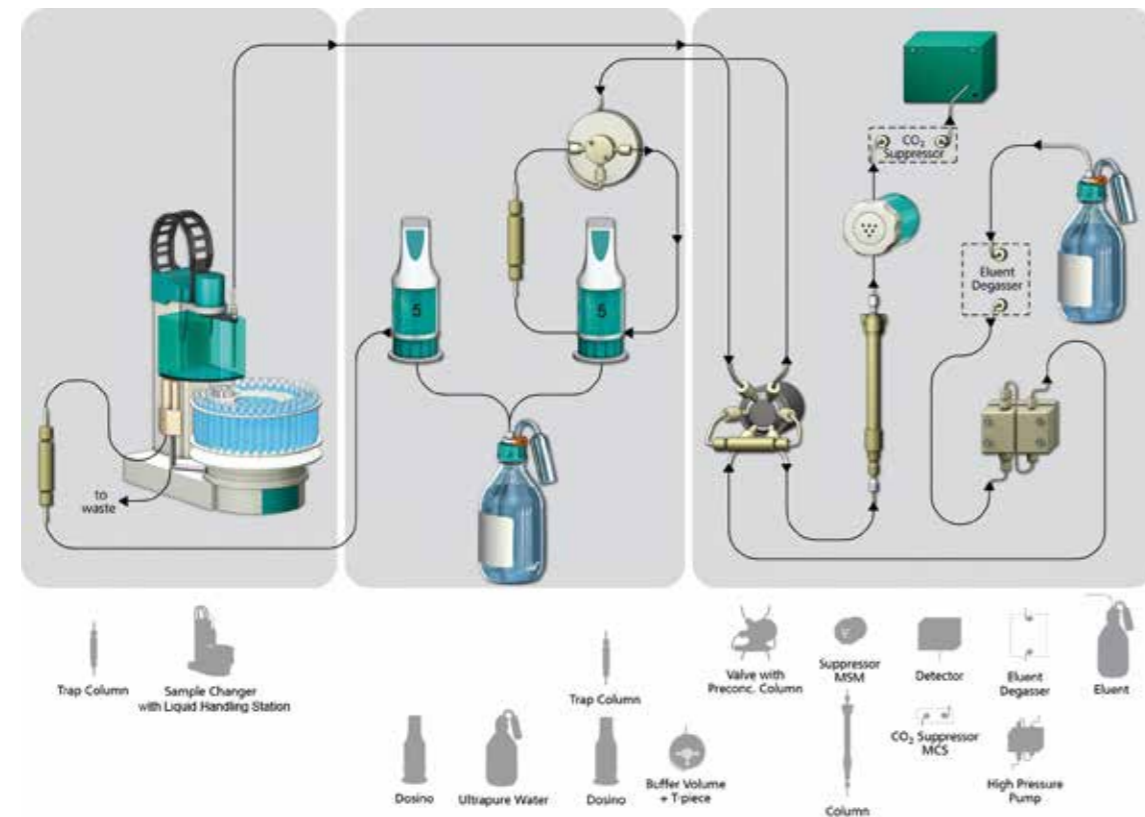 CO₂
Suppressor
Eluent
Degasser
5
5
to
waste
Trap Column
Sample Changer
with Liquid Handling Station
Trap Column
Valve with
Preconc. Column
Suppressor
MSM
Detector
Eluent
Degasser
Eluent
Dosino
Ultrapure Water
Dosino
Buffer Volume
+ T-piece
Column
CO₂ Suppressor
MCS
High Pressure
Pump